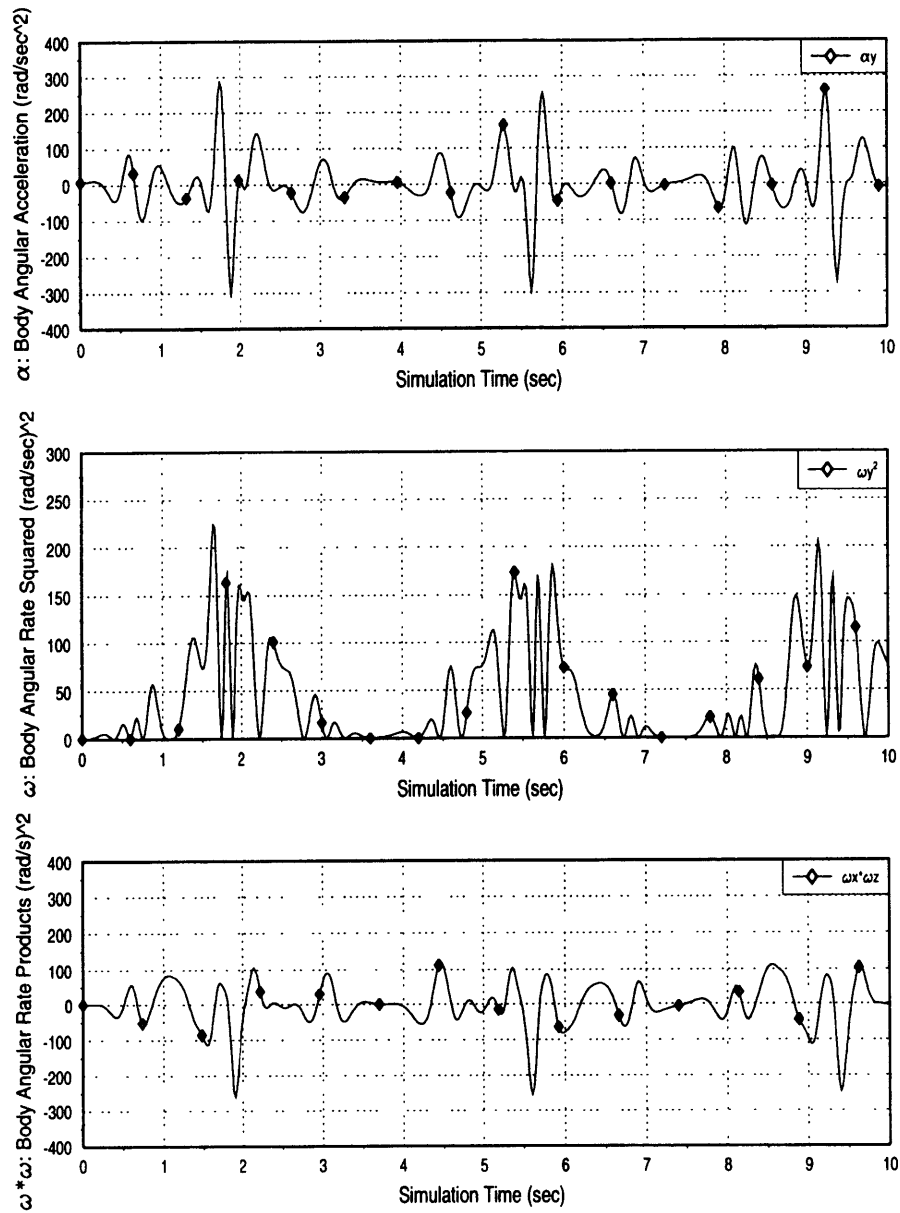 α: Body Angular Acceleration (rad/sec^2)
400
300
200
100
0
-100
-200
-300
-400
αy
0 1 2 3 4 5 6 7 8 9 10
Simulation Time (sec)
ω: Body Angular Rate Squared (rad/sec)^2
300
250
200
150
100
50
0
ωy²
0 1 2 3 4 5 6 7 8 9 10
Simulation Time (sec)
ω*ω: Body Angular Rate Products (rad/s)^2
400
300
200
100
0
-100
-200
-300
-400
ωx*ωz
0 1 2 3 4 5 6 7 8 9 10
Simulation Time (sec)